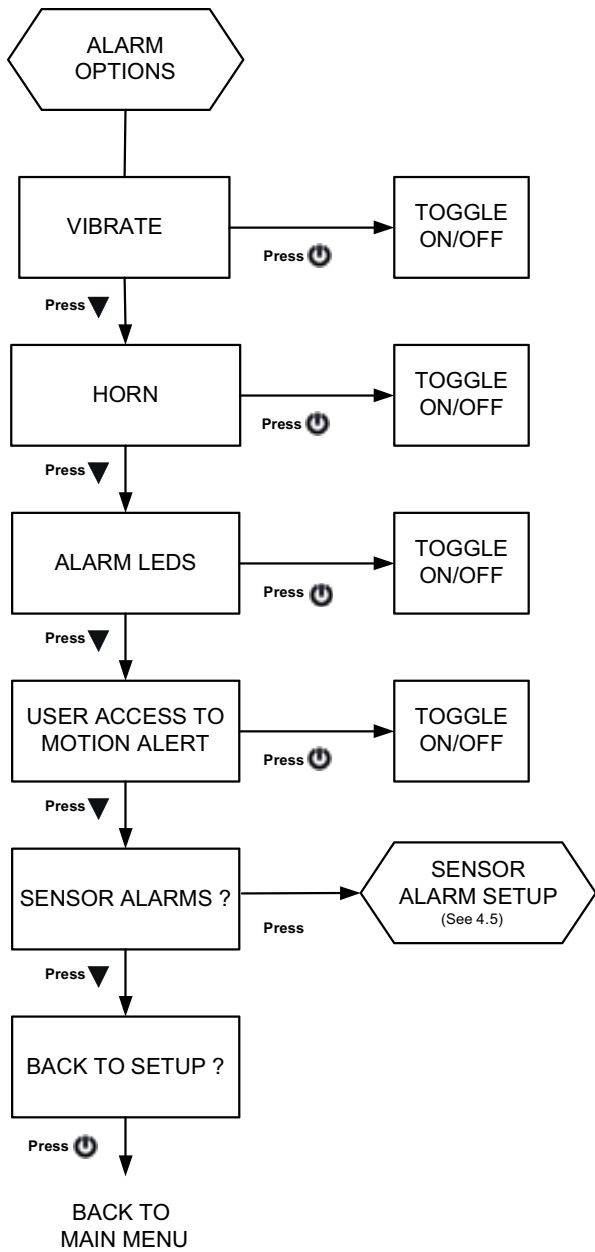 ALARM
OPTIONS
VIBRATE
TOGGLE
ON/OFF
Press
Press
HORN
TOGGLE
ON/OFF
Press
Press
ALARM LEDS
TOGGLE
ON/OFF
Press
Press
USER ACCESS TO
MOTION ALERT
TOGGLE
ON/OFF
Press
Press
SENSOR ALARMS ?
SENSOR
ALARM SETUP
(See 4.5)
Press
Press
BACK TO SETUP ?
Press
BACK TO
MAIN MENU